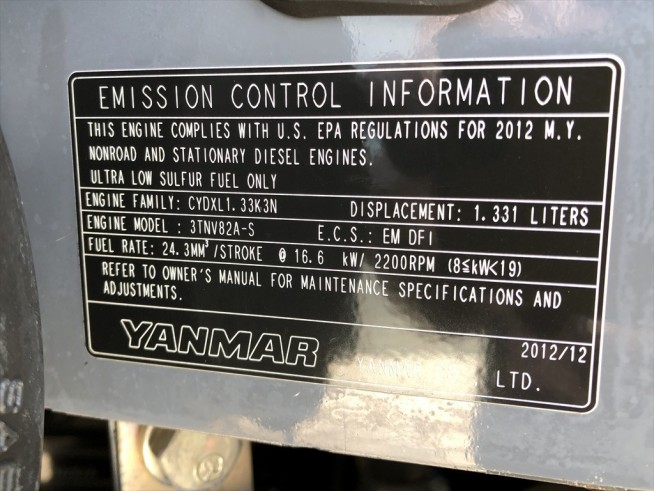 EMISSION CONTROL INFORMATION
THIS ENGINE COMPLIES WITH U.S. EPA REGULATIONS FOR 2012 M.Y.
NONROAD AND STATIONARY DIESEL ENGINES.
ULTRA LOW SULFUR FUEL ONLY
ENGINE FAMILY: CYDXL1.33K3N DISPLACEMENT: 1.331 LITERS
ENGINE MODEL : 3TNV82A-S E.C.S.: EM DFI
FUEL RATE: 24.3MM³/STROKE @ 16.6 kW/ 2200RPM (8≦kW<19)
REFER TO OWNER'S MANUAL FOR MAINTENANCE SPECIFICATIONS AND
ADJUSTMENTS.
2012/12
YANMAR YANMAR LTD.